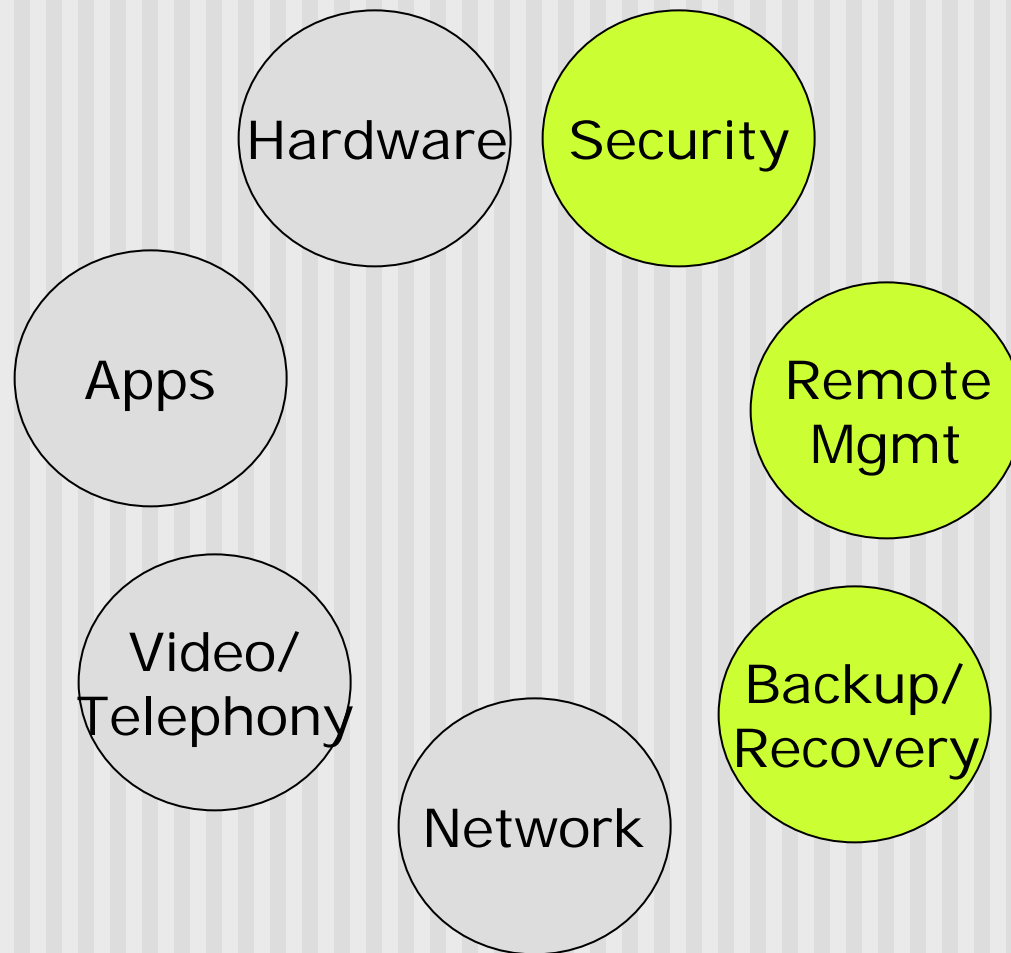 Hardware
Security
Apps
Remote
Mgmt
Video/
Telephony
Backup/
Recovery
Network